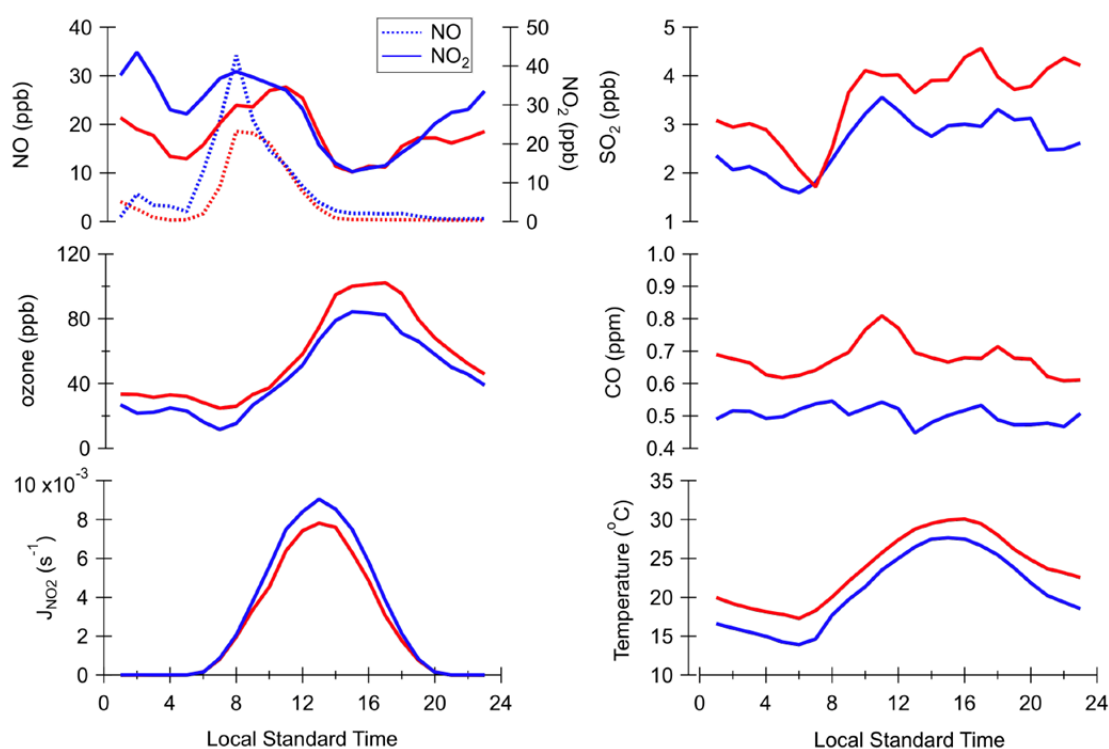 NO (ppb)
40
30
20
10
0
NO
NO₂
50
40
30
20
10
0
NO₂ (ppb)
SO₂ (ppb)
5
4
3
2
1
ozone (ppb)
120
80
40
0
CO (ppm)
1.0
0.9
0.8
0.7
0.6
0.5
0.4
J_NO2 (s⁻¹)
10 x10⁻³
8
6
4
2
0
0 4 8 12 16 20 24
Local Standard Time
Temperature (°C)
35
30
25
20
15
10
0 4 8 12 16 20 24
Local Standard Time